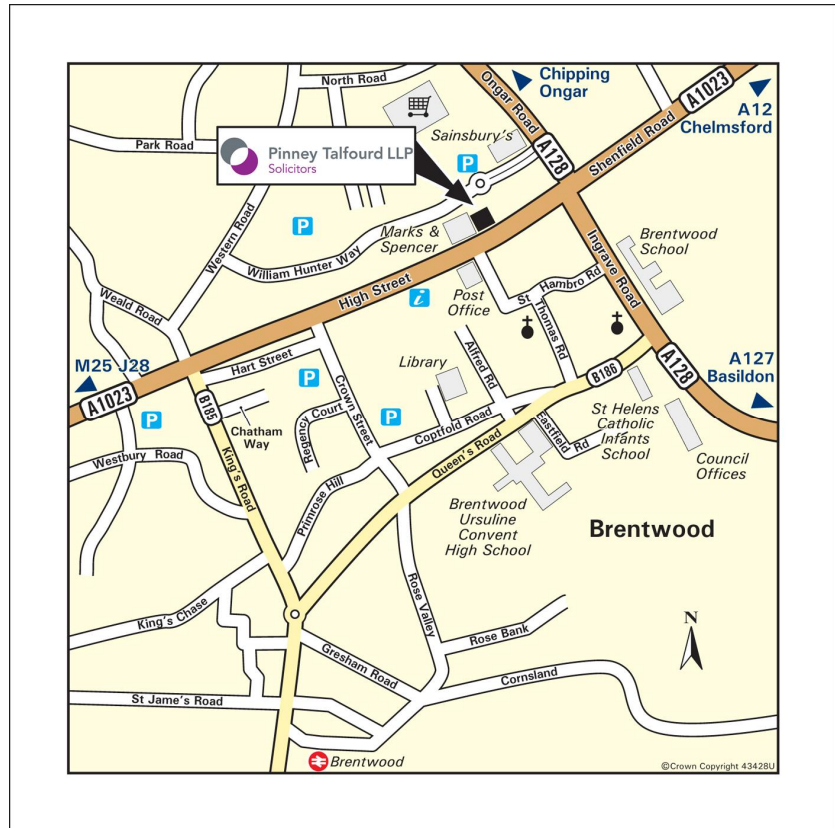 North Road
Ongar Road
Chipping
Ongar
A1023
A12
Chelmsford
Sainsbury's
Park Road
Pinney Talfourd LLP
Solicitors
P
A128
Shenfield Road
Western Road
P
Marks &
Spencer
Brentwood
School
William Hunter Way
Ingrave Road
Hambro Rd
St Thomas Rd
Weald Road
High Street
i
Post
Office
M25 J28
A1023
Hart Street
Library
Alfred Rd
A127
Basildon
B186
A128
P
Crown Street
B185
P
P
Chatham
Way
Regency Court
Coptfold Road
Eastfield Rd
St Helens
Catholic
Infants
School
Council
Offices
Westbury Road
King's Road
Queen's Road
Primrose Hill
Brentwood
Ursuline
Convent
High School
Brentwood
Rose Valley
King's Chase
N
Rose Bank
Gresham Road
Cornsland
St Jame's Road
Brentwood
©Crown Copyright 43428U